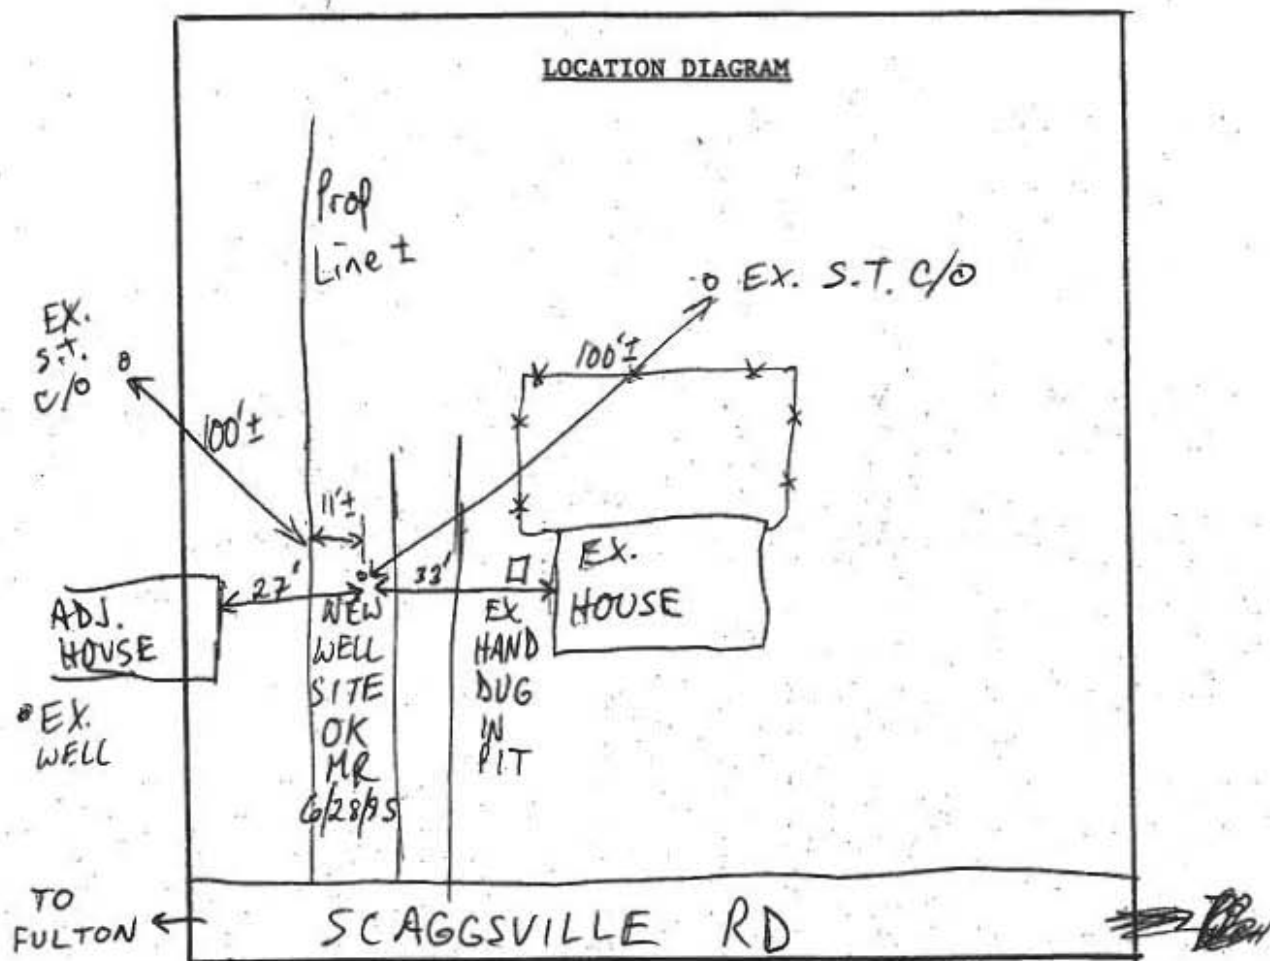 LOCATION DIAGRAM
Prop
Line ±
EX. S.T. C/O
EX.
S.T.
C/O
100'±
100'±
11'±
27'
33'
ADJ.
HOUSE
NEW
WELL
SITE
OK
MR
6/28/95
EX
HAND
DUG
IN
PIT
EX.
HOUSE
EX.
WELL
TO
FULTON
SCAGGSVILLE RD